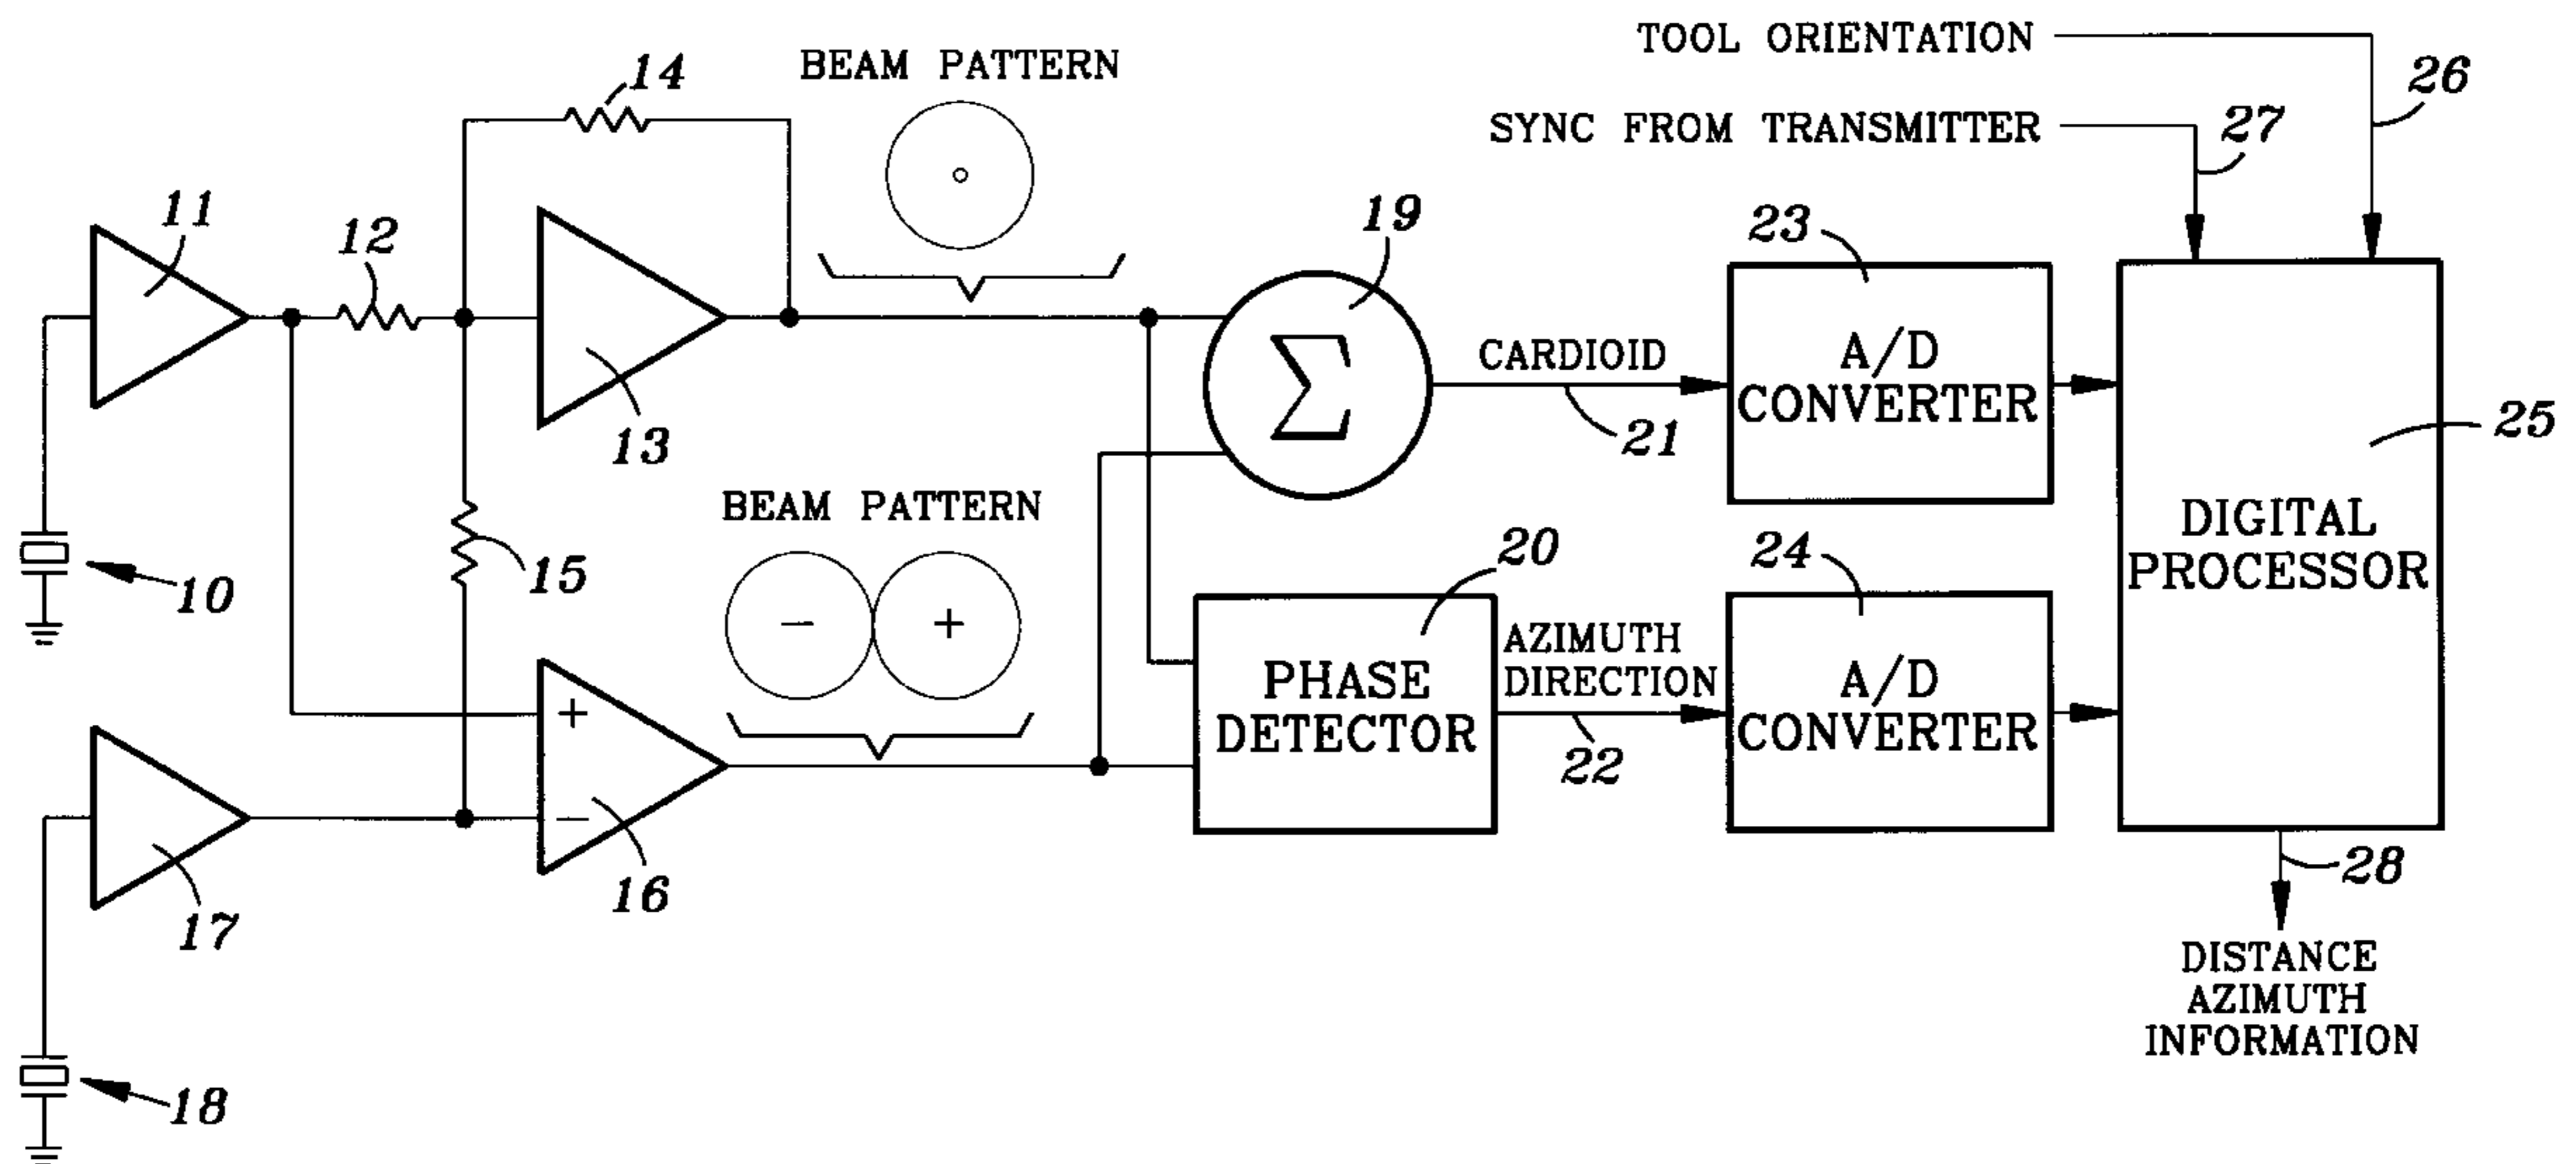 TOOL ORIENTATION
26
SYNC FROM TRANSMITTER
27
BEAM PATTERN
14
11
12
13
19
Σ
CARDIOID
21
23
A/D
CONVERTER
25
DIGITAL
PROCESSOR
10
15
BEAM PATTERN
− +
20
PHASE
DETECTOR
AZIMUTH
DIRECTION
22
24
A/D
CONVERTER
+
−
16
17
18
28
DISTANCE
AZIMUTH
INFORMATION